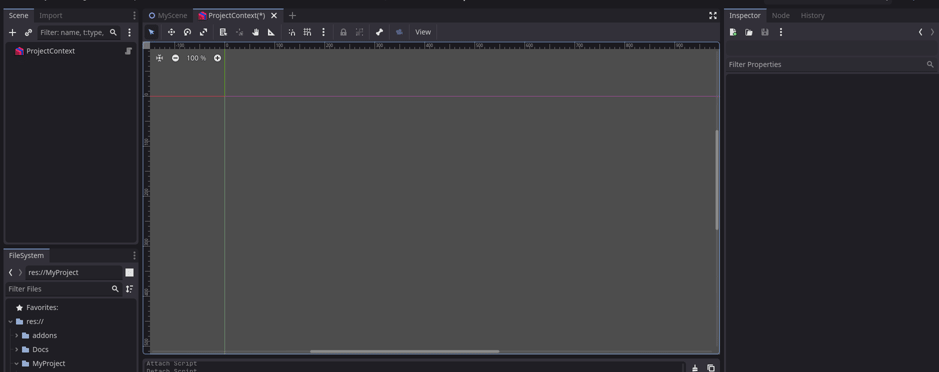 Scene Import
Filter: name, t:type,
ProjectContext
MyScene ProjectContext(*)
View
100 %
Inspector Node History
Filter Properties
FileSystem
res://MyProject
Filter Files
Favorites:
res://
addons
Docs
MyProject
Attach Script
Detach Script